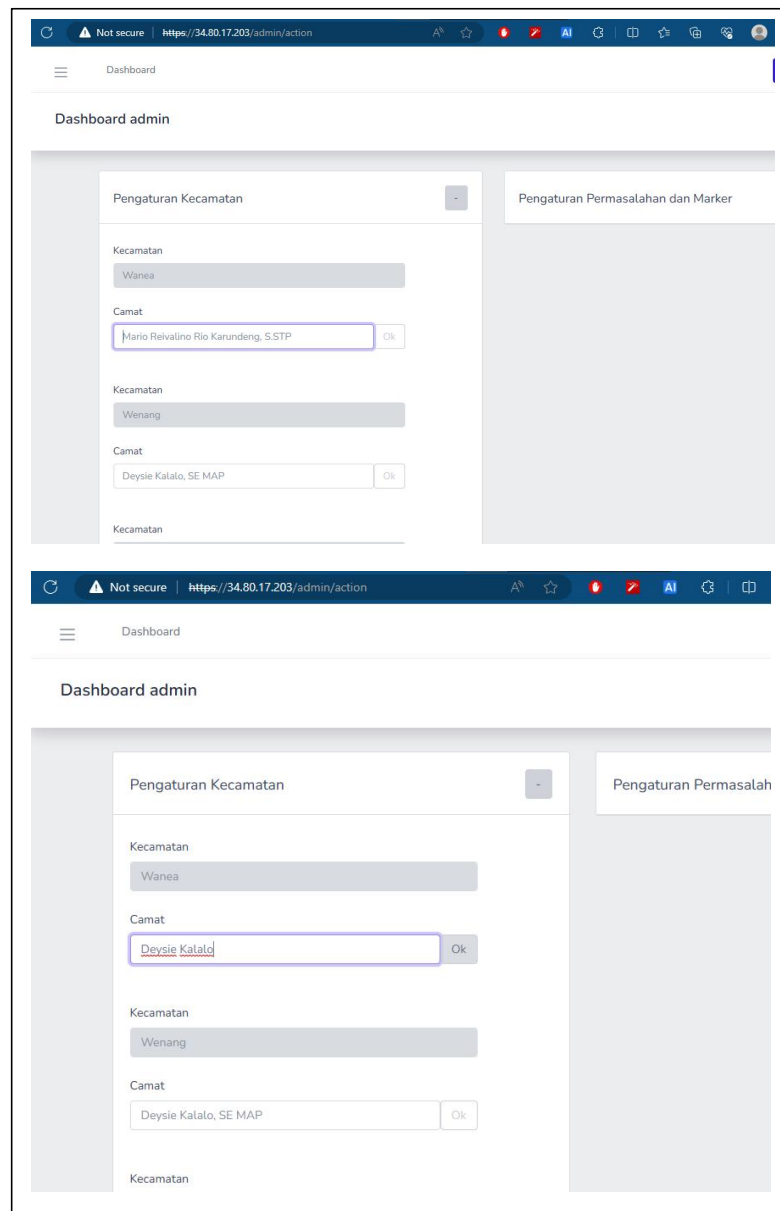 Not secure https://34.80.17.203/admin/action
Dashboard
Dashboard admin
Pengaturan Kecamatan - Pengaturan Permasalahan dan Marker
Kecamatan
Wanea
Camat
Mario Reivalino Rio Karundeng, S.STP Ok
Kecamatan
Wenang
Camat
Deysie Kalalo, SE MAP Ok
Kecamatan
Not secure https://34.80.17.203/admin/action
Dashboard
Dashboard admin
Pengaturan Kecamatan - Pengaturan Permasalah
Kecamatan
Wanea
Camat
Deysie Kalalo Ok
Kecamatan
Wenang
Camat
Deysie Kalalo, SE MAP Ok
Kecamatan